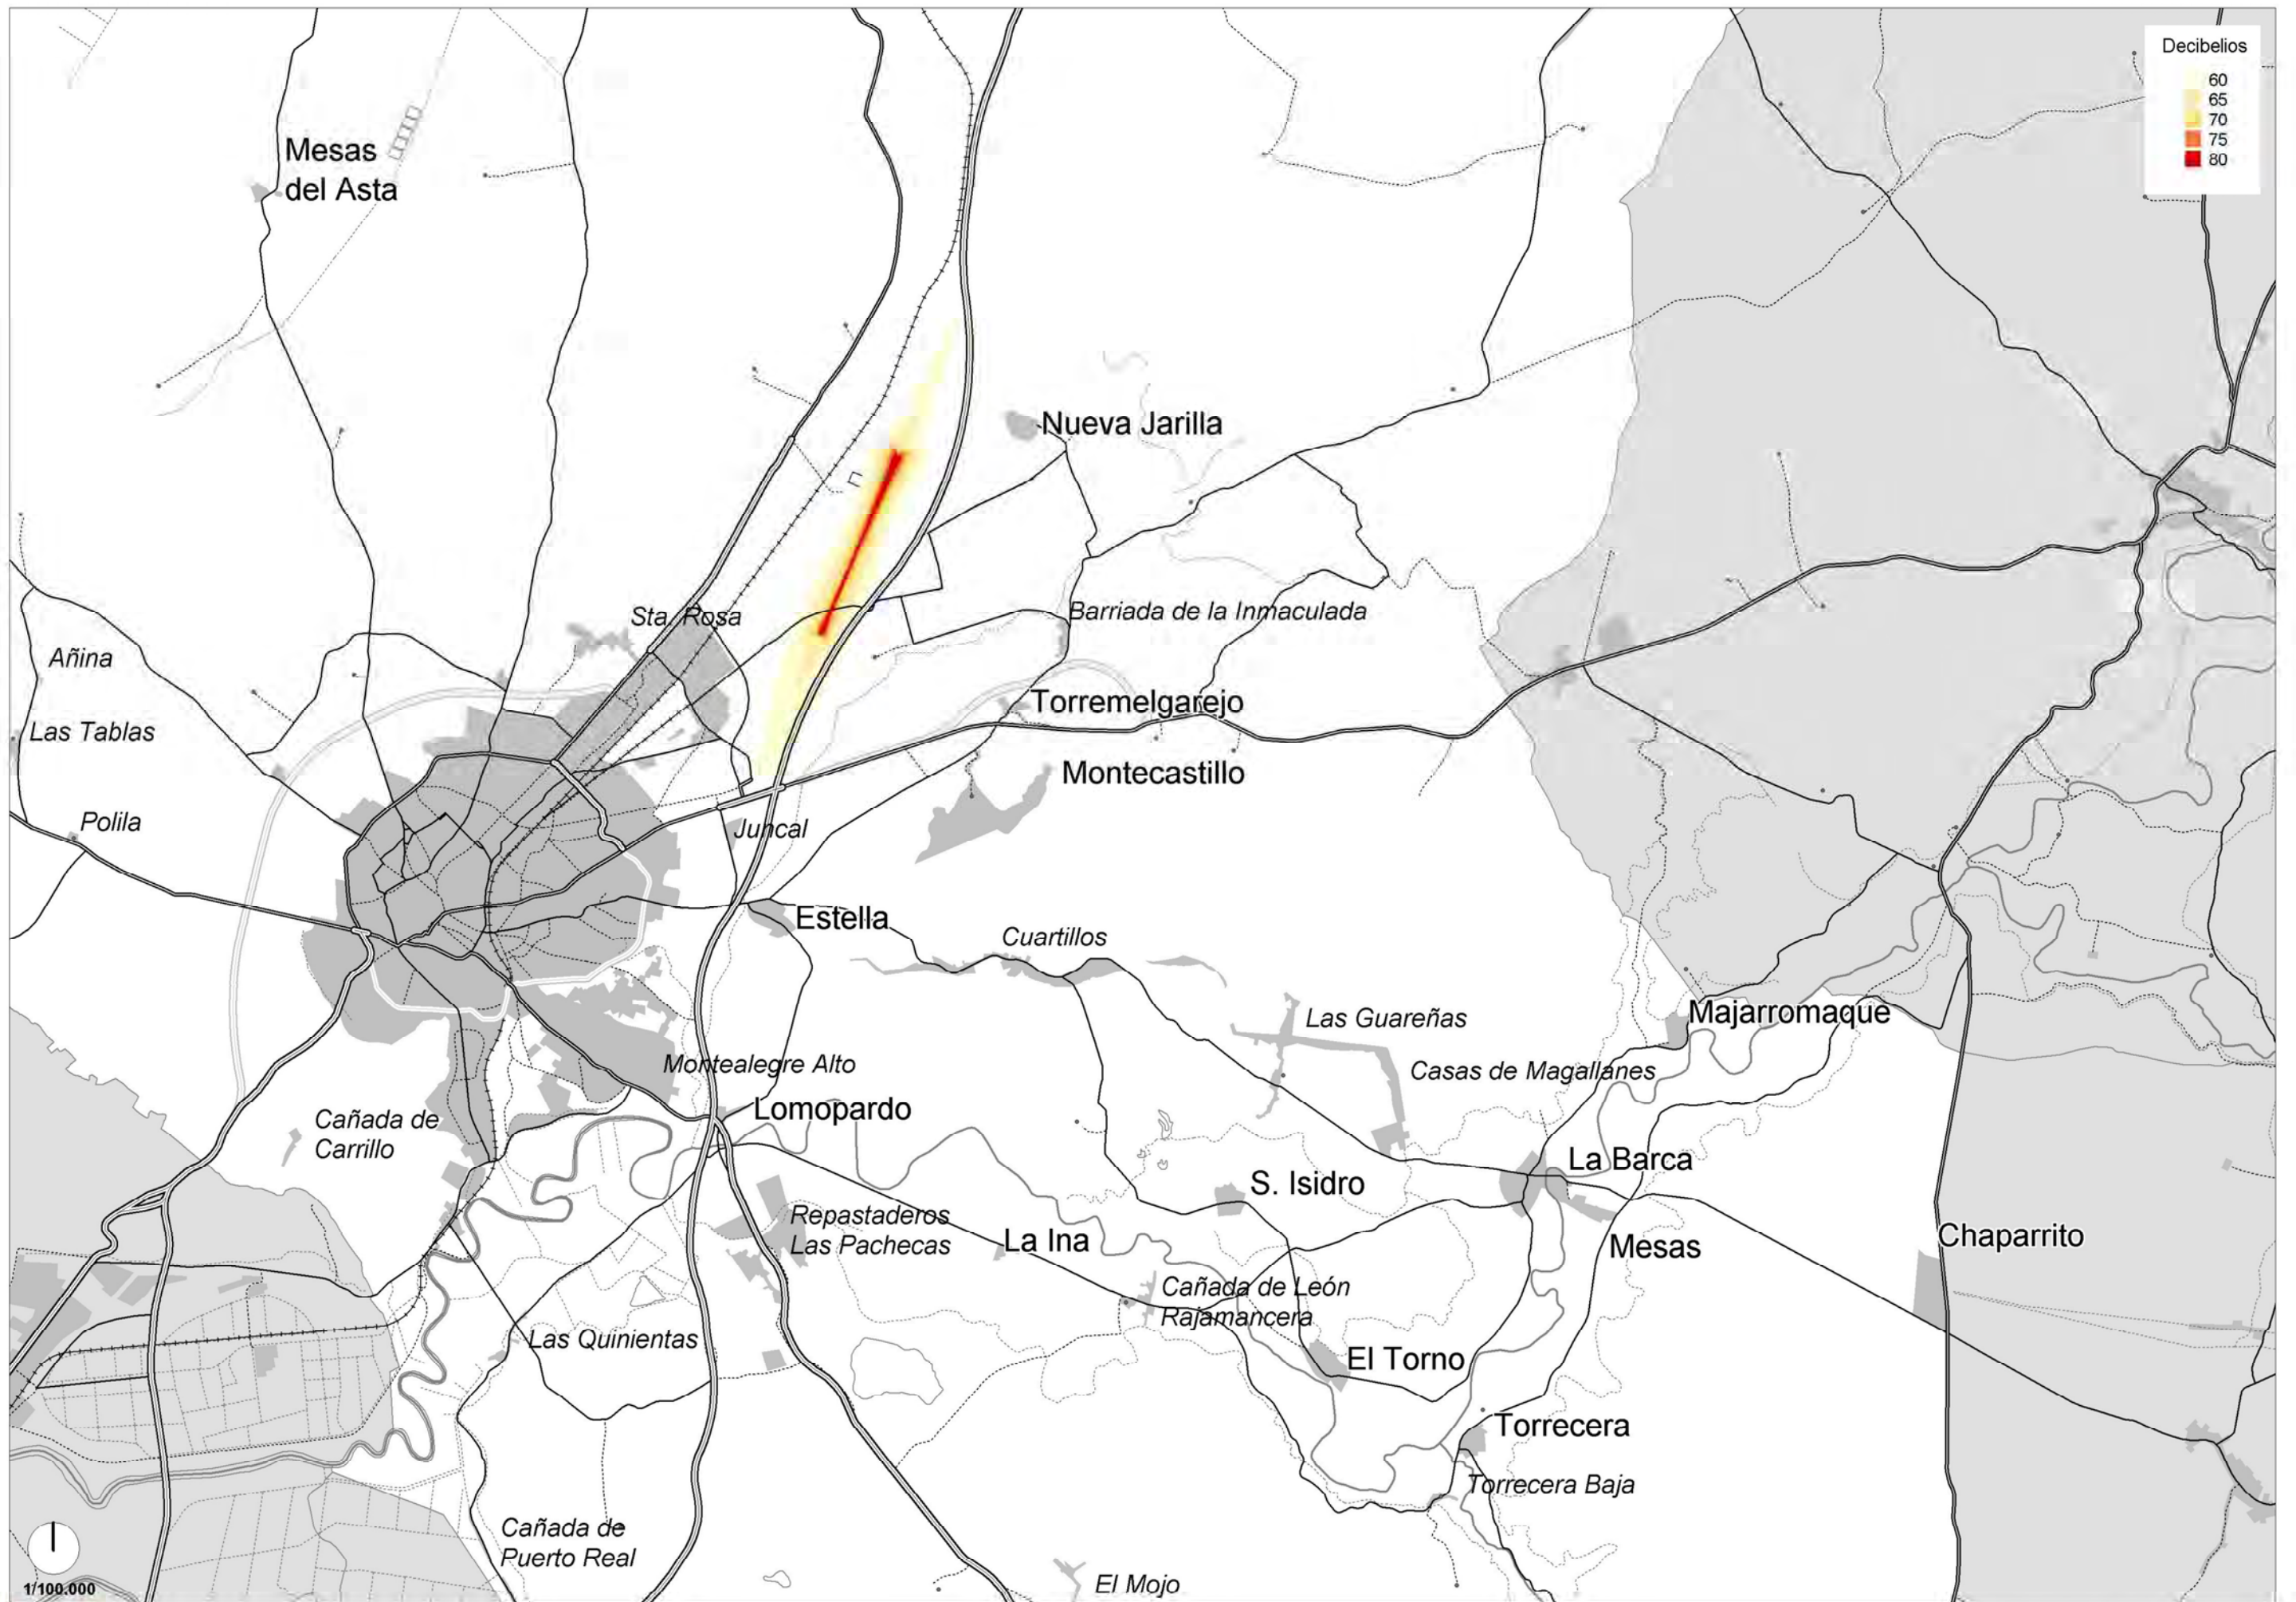 Decibelios
60
65
70
75
80
Mesas
del Asta
Nueva Jarilla
Sta. Rosa
Barriada de la Inmaculada
Añina
Torremelgarejo
Las Tablas
Montecastillo
Polila
Juncal
Estella
Cuartillos
Majarromaque
Las Guareñas
Casas de Magallanes
Montealegre Alto
Lomopardo
Cañada de
Carrillo
La Barca
S. Isidro
Repastaderos
Las Pachecas
La Ina
Mesas
Chaparrito
Cañada de León
Rajamancera
Las Quinientas
El Torno
Torrecera
Torrecera Baja
Cañada de
Puerto Real
El Mojo
1/100.000